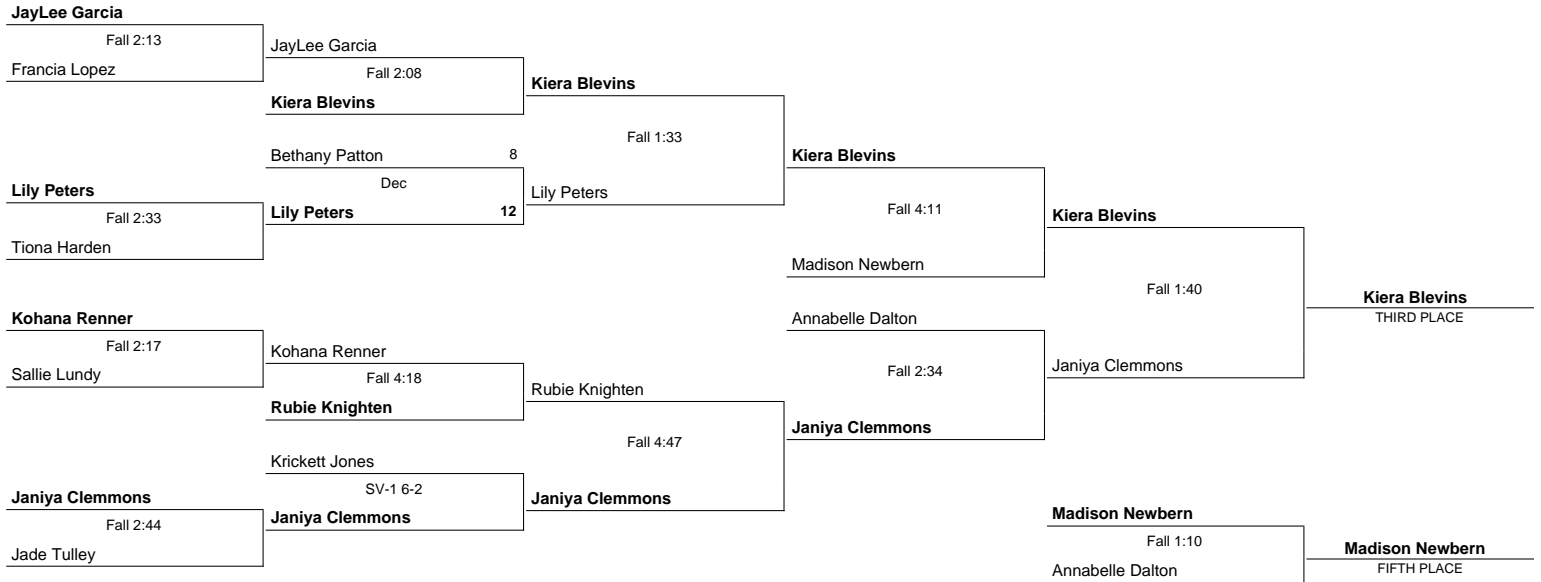 JayLee Garcia
Fall 2:13
Francia Lopez
Lily Peters
Fall 2:33
Tiona Harden
Kohana Renner
Fall 2:17
Sallie Lundy
Janiya Clemmons
Fall 2:44
Jade Tulley
JayLee Garcia
Fall 2:08
Kiera Blevins
Bethany Patton 8
Dec
Lily Peters 12
Kohana Renner
Fall 4:18
Rubie Knighten
Krickett Jones
SV-1 6-2
Janiya Clemmons
Kiera Blevins
Fall 1:33
Lily Peters
Rubie Knighten
Fall 4:47
Janiya Clemmons
Kiera Blevins
Fall 4:11
Madison Newbern
Annabelle Dalton
Fall 2:34
Janiya Clemmons
Kiera Blevins
Fall 1:40
Janiya Clemmons
Kiera Blevins
THIRD PLACE
Madison Newbern
Fall 1:10
Annabelle Dalton
Madison Newbern
FIFTH PLACE